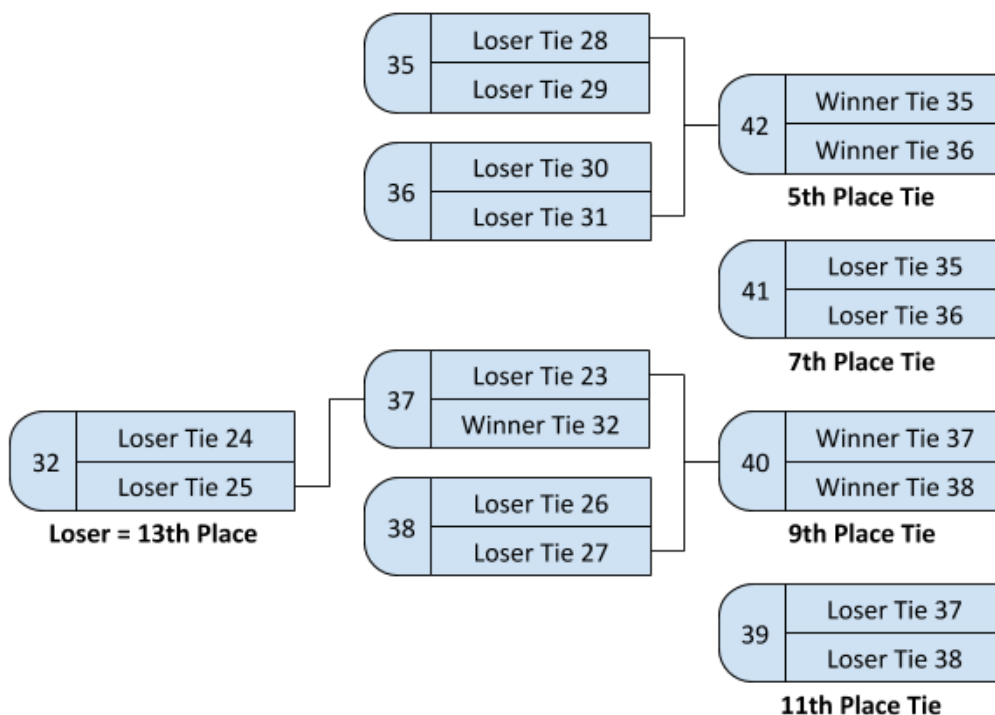 35
Loser Tie 28
Loser Tie 29
36
Loser Tie 30
Loser Tie 31
42
Winner Tie 35
Winner Tie 36
5th Place Tie
41
Loser Tie 35
Loser Tie 36
7th Place Tie
32
Loser Tie 24
Loser Tie 25
Loser = 13th Place
37
Loser Tie 23
Winner Tie 32
38
Loser Tie 26
Loser Tie 27
40
Winner Tie 37
Winner Tie 38
9th Place Tie
39
Loser Tie 37
Loser Tie 38
11th Place Tie